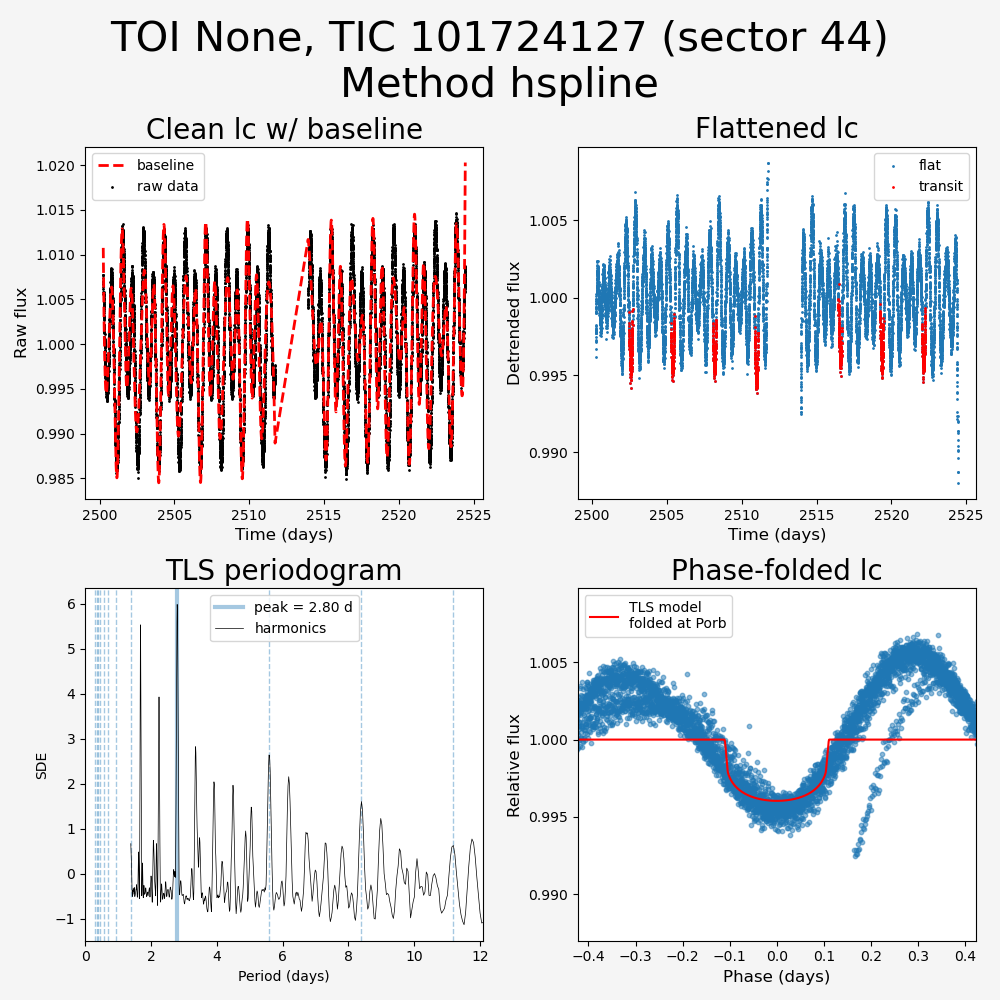 TOI None, TIC 101724127 (sector 44)
Method hspline
Clean lc w/ baseline
baseline
raw data
1.020
1.015
1.010
1.005
1.000
0.995
0.990
0.985
Raw flux
2500
2505
2510
2515
2520
2525
Time (days)
Flattened lc
flat
transit
1.005
1.000
0.995
0.990
Detrended flux
2500
2505
2510
2515
2520
2525
Time (days)
TLS periodogram
peak = 2.80 d
harmonics
6
5
4
3
2
1
0
−1
SDE
0
2
4
6
8
10
12
Period (days)
Phase-folded lc
TLS model
folded at Porb
1.005
1.000
0.995
0.990
Relative flux
−0.4
−0.3
−0.2
−0.1
0.0
0.1
0.2
0.3
0.4
Phase (days)